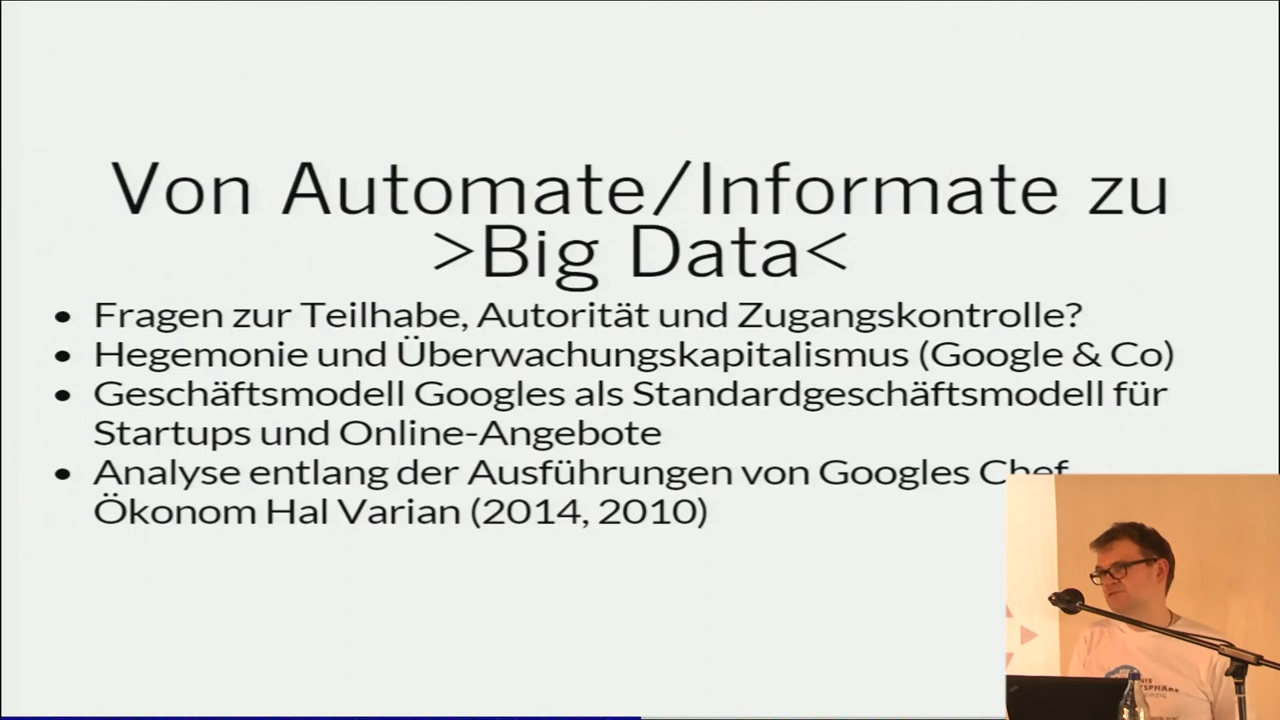 Von Automate/Informate zu
>Big Data<
• Fragen zur Teilhabe, Autorität und Zugangskontrolle?
• Hegemonie und Überwachungskapitalismus (Google & Co)
• Geschäftsmodell Googles als Standardgeschäftsmodell für
Startups und Online-Angebote
• Analyse entlang der Ausführungen von Googles Chef
Ökonom Hal Varian (2014, 2010)